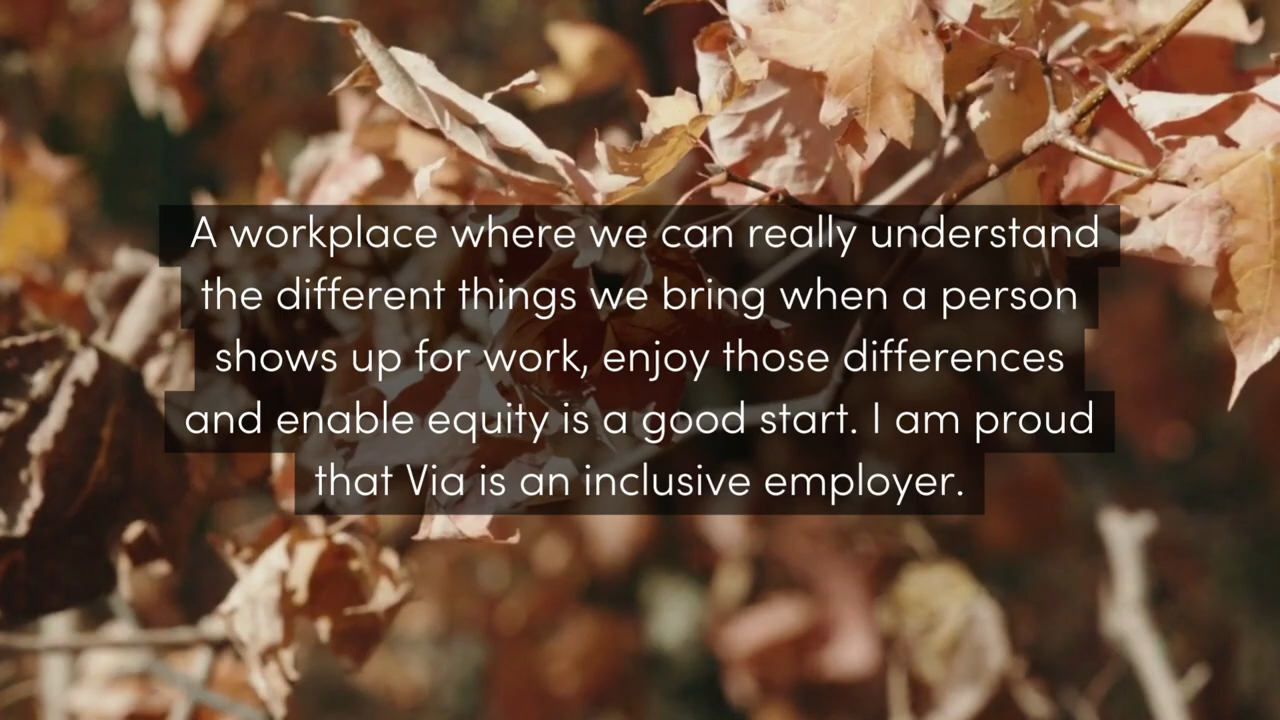 A workplace where we can really understand
the different things we bring when a person
shows up for work, enjoy those differences
and enable equity is a good start. I am proud
that Via is an inclusive employer.